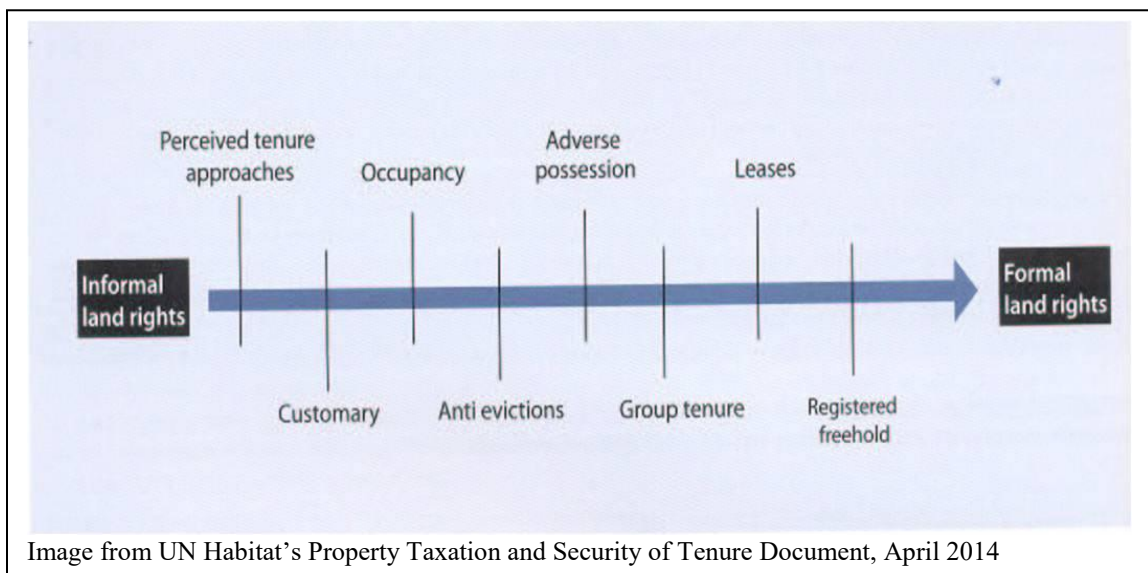 Perceived tenure
approaches
Occupancy
Adverse
possession
Leases
Informal
land rights
Formal
land rights
Customary
Anti evictions
Group tenure
Registered
freehold
Image from UN Habitat's Property Taxation and Security of Tenure Document, April 2014